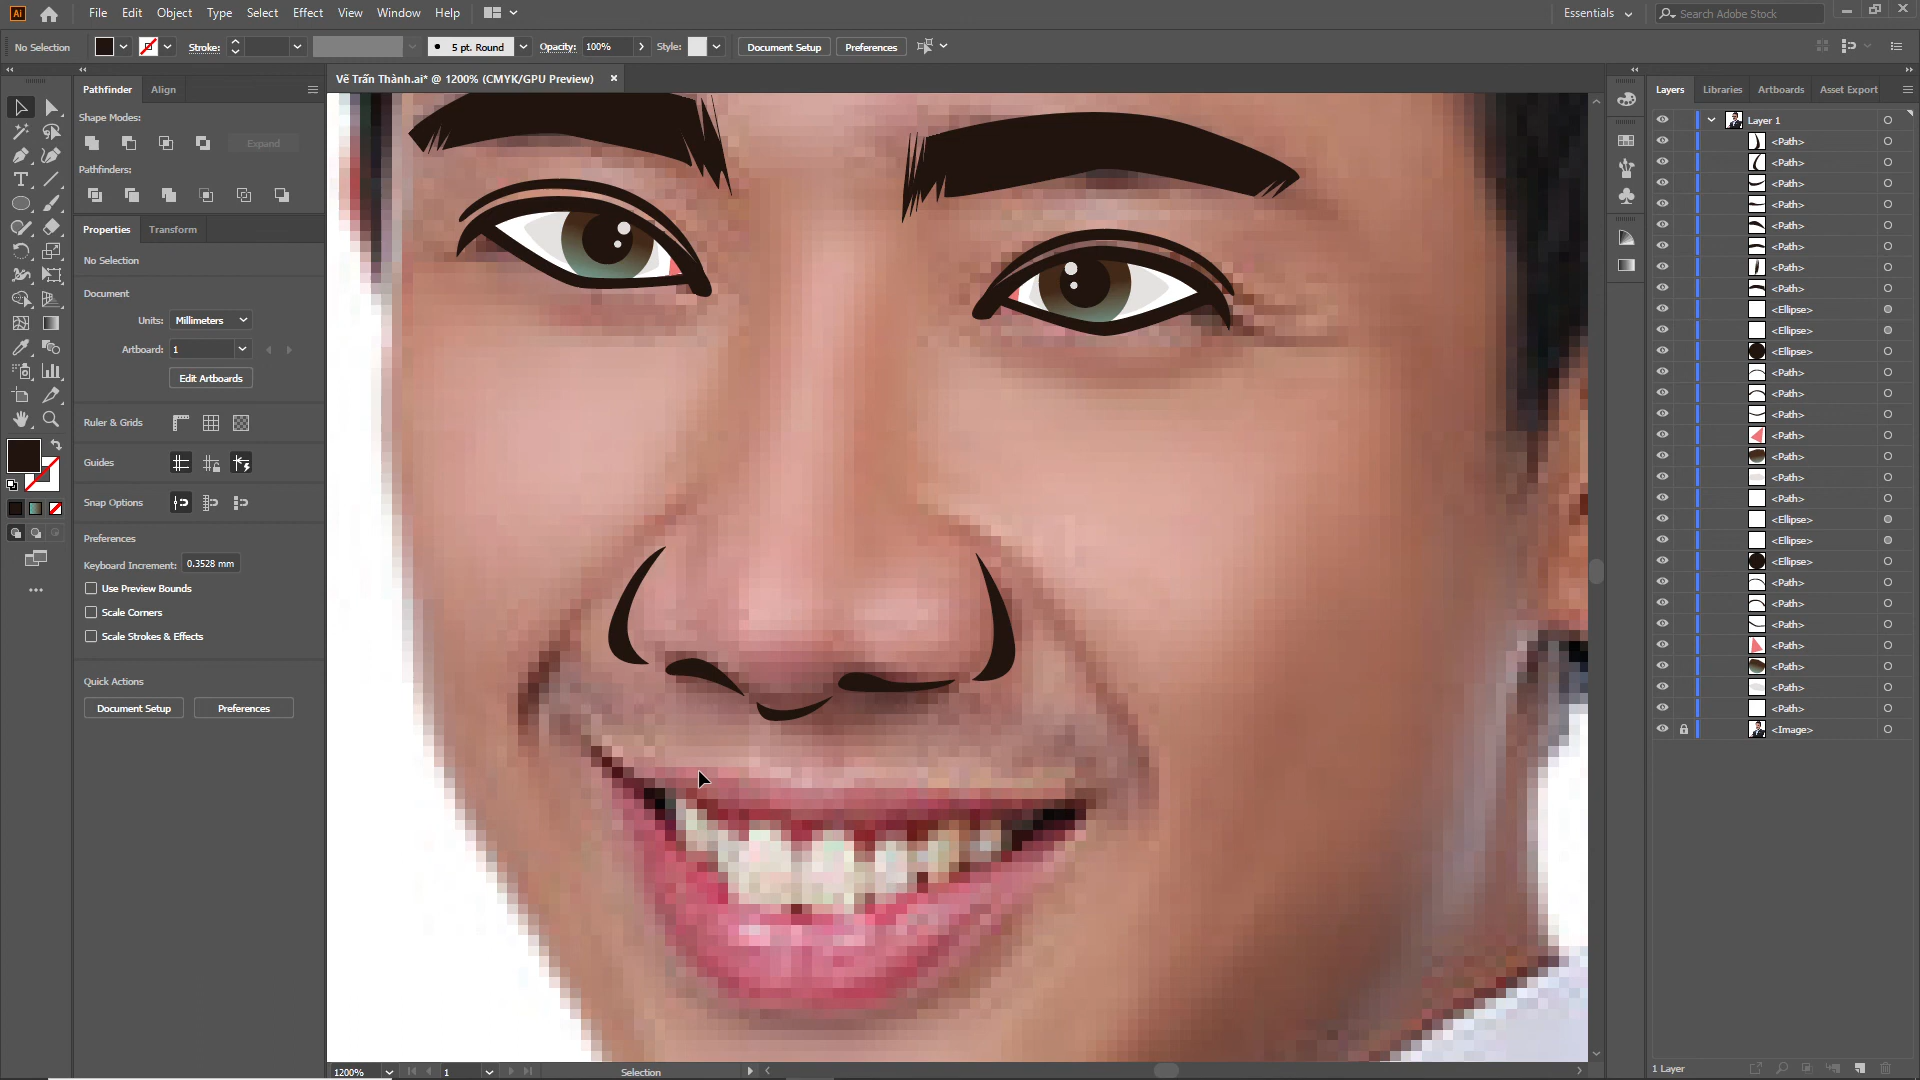 Ai File Edit Object Type Select Effect View Window Help Essentials Search Adobe Stock
No Selection Stroke: 5 pt. Round Opacity: 100% Style: Document Setup Preferences
Vẽ Trấn Thành.ai* @ 1200% (CMYK/GPU Preview)
Pathfinder Align
Shape Modes:
Expand
Pathfinders:
Properties Transform
No Selection
Document
Units: Millimeters
Artboard: 1
Edit Artboards
Ruler & Grids
Guides
Snap Options
Preferences
Keyboard Increment: 0.3528 mm
Use Preview Bounds
Scale Corners
Scale Strokes & Effects
Quick Actions
Document Setup Preferences
1200% 1 Selection
Layers Libraries Artboards Asset Export
Layer 1
<Path>
<Path>
<Path>
<Path>
<Path>
<Path>
<Path>
<Path>
<Ellipse>
<Ellipse>
<Ellipse>
<Path>
<Path>
<Path>
<Path>
<Path>
<Path>
<Path>
<Ellipse>
<Ellipse>
<Ellipse>
<Path>
<Path>
<Path>
<Path>
<Path>
<Path>
<Path>
<Image>
1 Layer